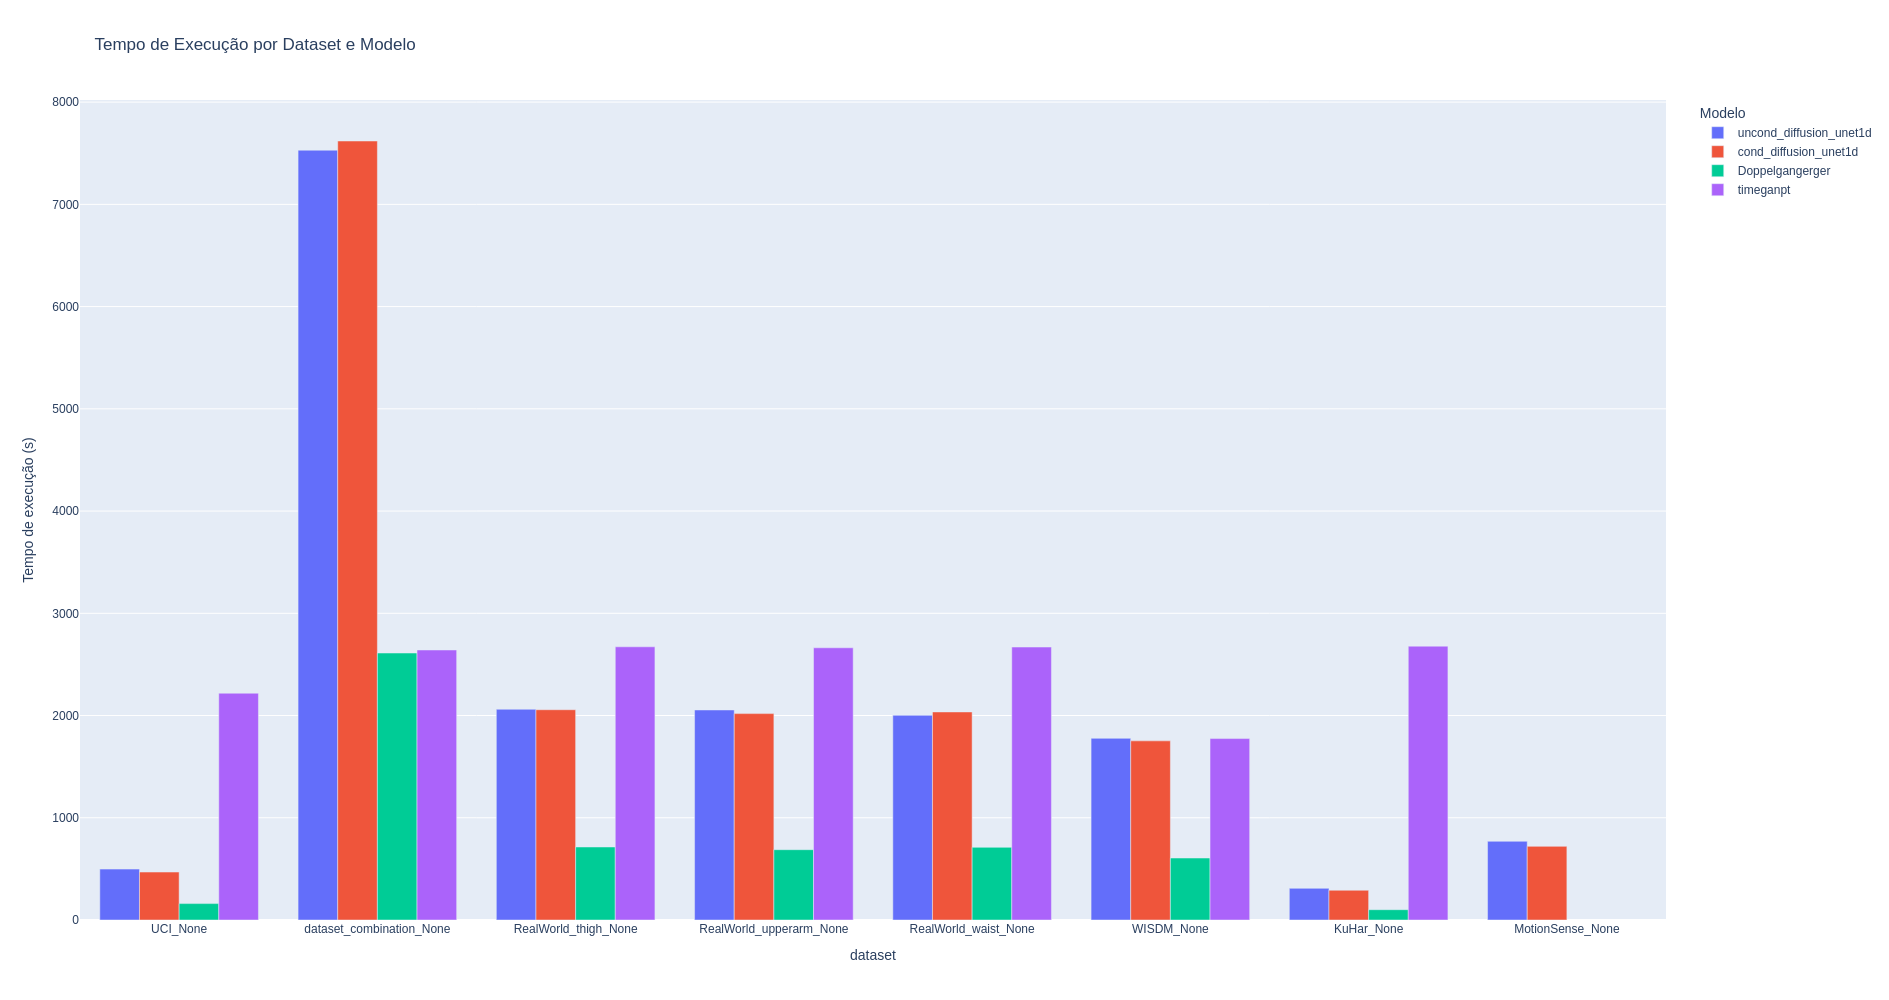 Tempo de Execução por Dataset e Modelo
8000
7000
6000
5000
4000
3000
2000
1000
0
Tempo de execução (s)
UCI_None
dataset_combination_None
RealWorld_thigh_None
RealWorld_upperarm_None
RealWorld_waist_None
WISDM_None
KuHar_None
MotionSense_None
dataset
Modelo
uncond_diffusion_unet1d
cond_diffusion_unet1d
Doppelgangerger
timeganpt